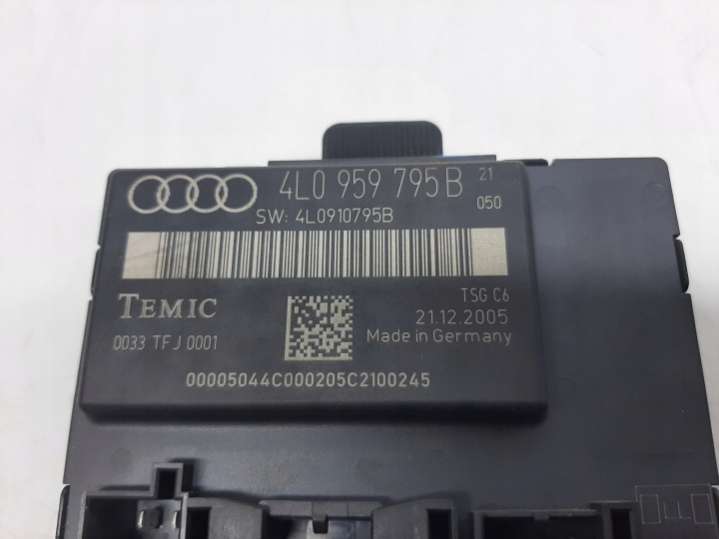 4L0 959 795B 21
050
SW: 4L0910795B
TEMIC
TSG C6
21.12.2005
0033 TFJ 0001
Made in Germany
00005044C000205C2100245